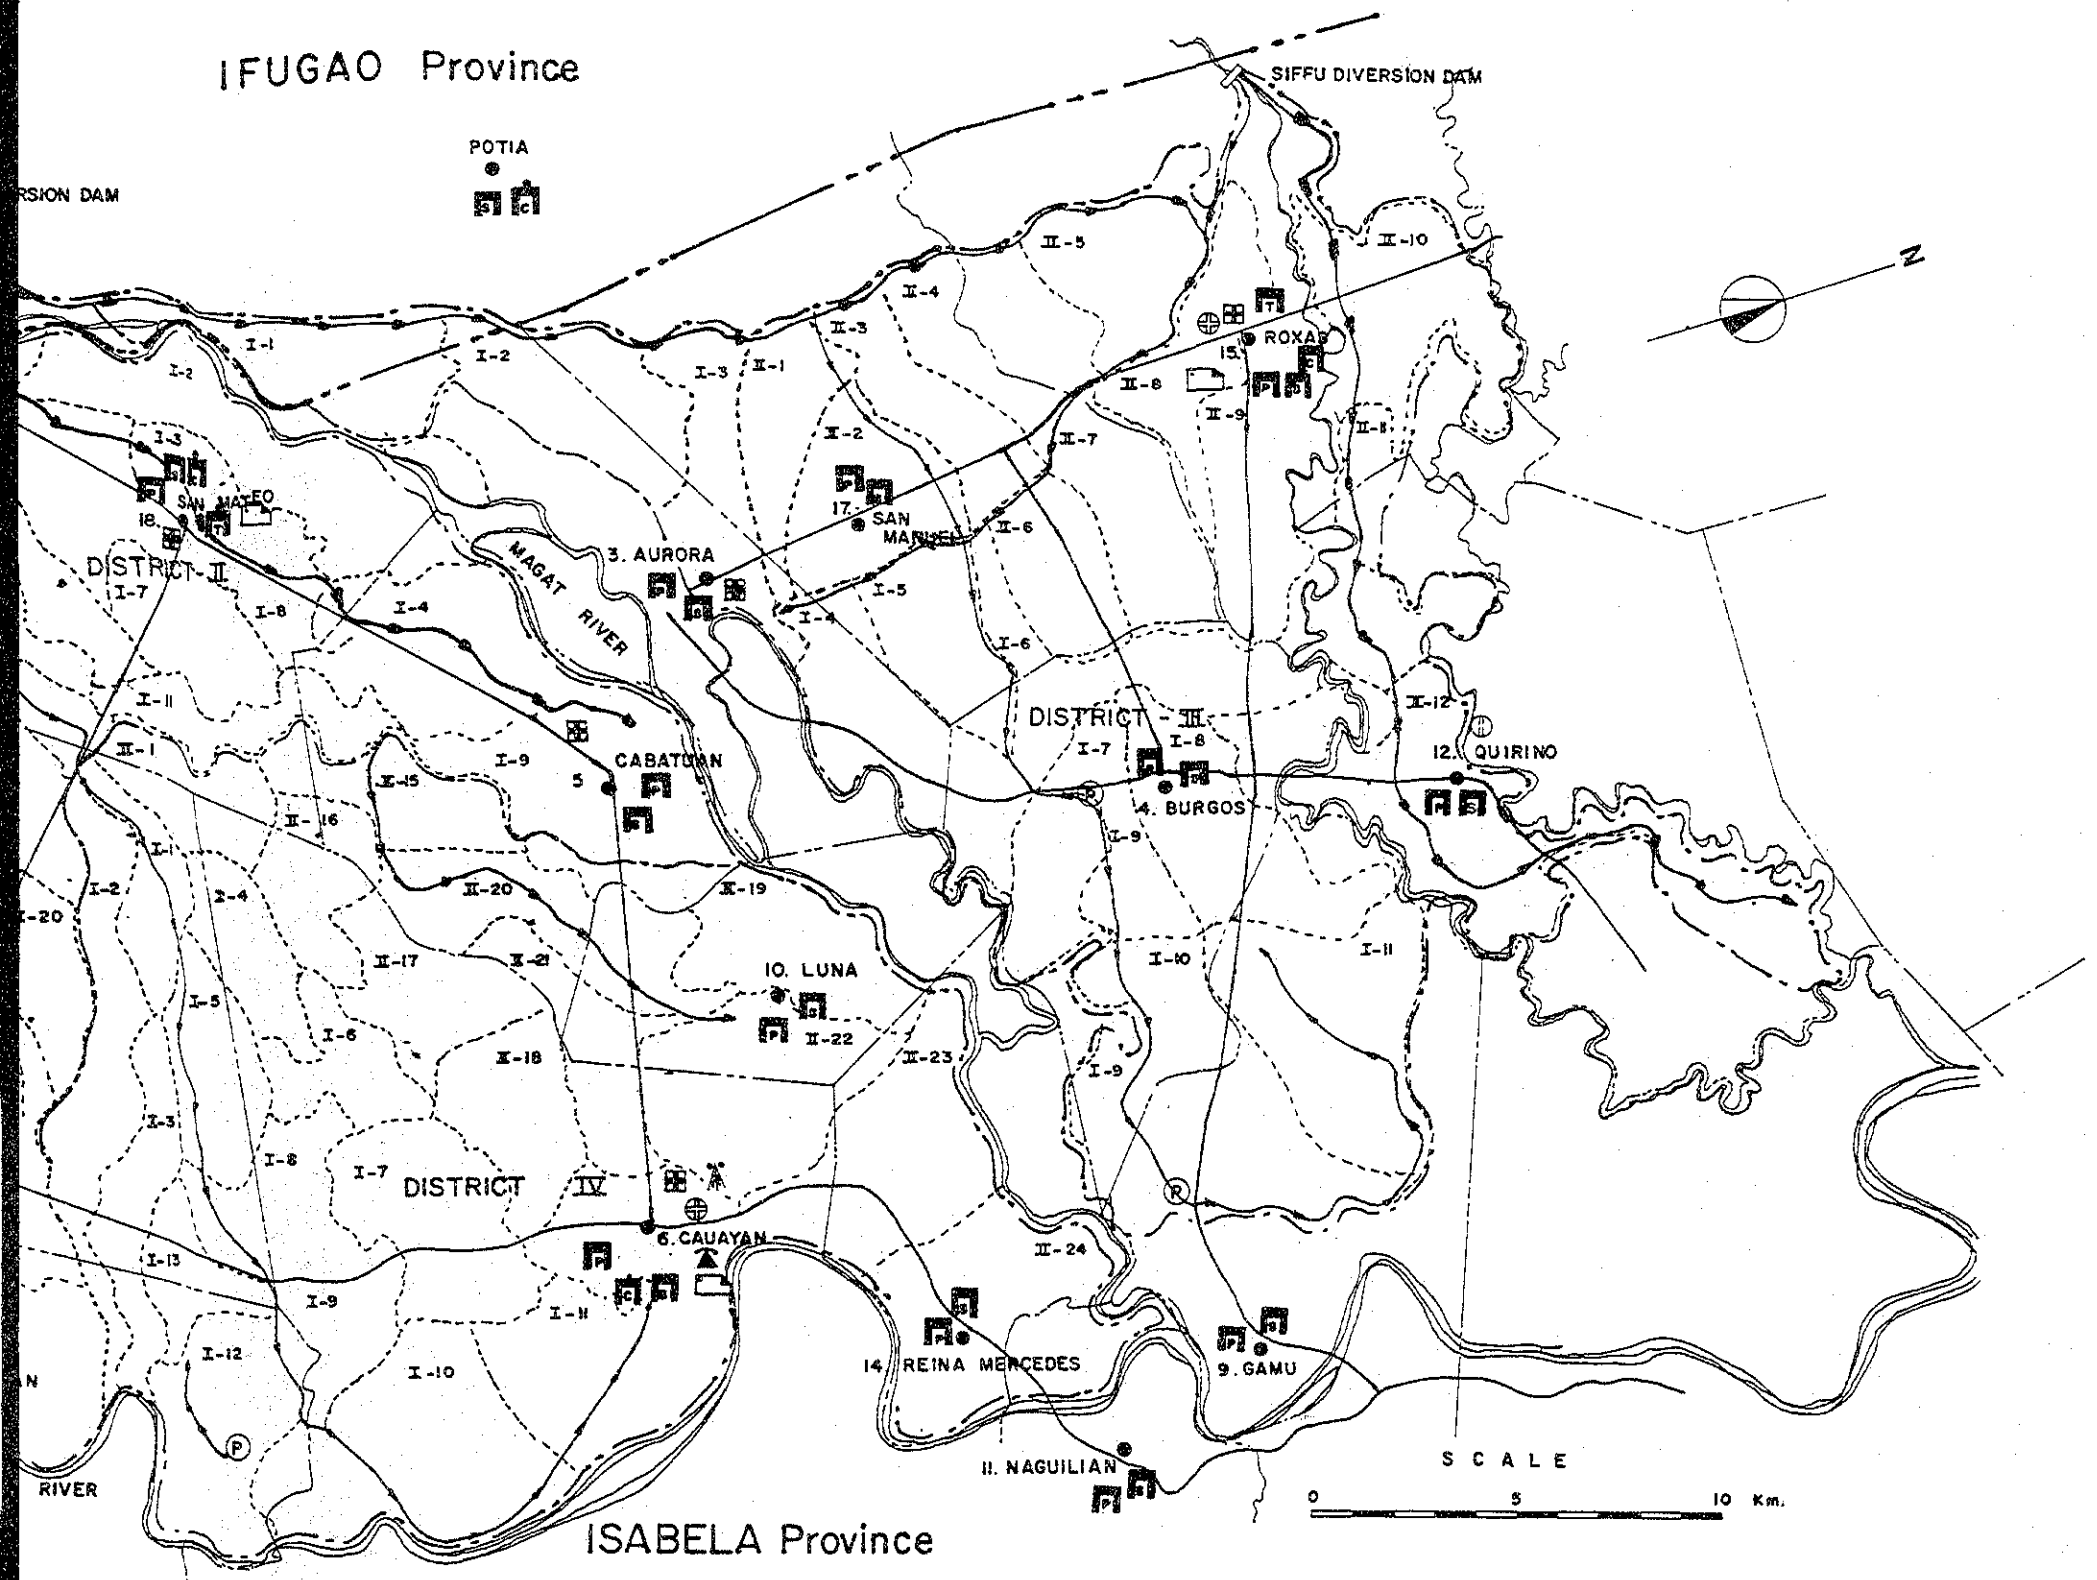 IFUGAO Province
SIFFU DIVERSION DAM
POTIA
S C
RSION DAM
N
II-5
II-10
II-4
I-1
I-2
II-3
I-2
I-3
II-1
T
15. ROXAS
II-8
C
P
II-9
I-3
II-2
II-7
SAN MATEO
18.
T
17. SAN
MANUEL
II-6
DISTRICT-II
I-7
I-8
I-4
MAGAT RIVER
3. AURORA
S
I-5
I-4
I-6
I-11
DISTRICT-III
II-12
II-1
I-9
I-7
I-8
12. QUIRINO
S
II-15
5
CABATUAN
4. BURGOS
II-16
I-1
I-9
I-2
I-4
II-20
II-19
I-20
II-17
II-21
I-10
I-11
10. LUNA
S
P
I-5
I-6
II-18
II-22
II-23
I-9
I-3
I-8
I-7
DISTRICT IV
R
6. CAUAYAN
II-24
I-13
C
I-9
I-11
S
P
S
P
I-12
I-10
14. REINA MERCEDES
9. GAMU
AN
P
RIVER
11. NAGUILIAN
P
SCALE
0 5 10 Km.
ISABELA Province